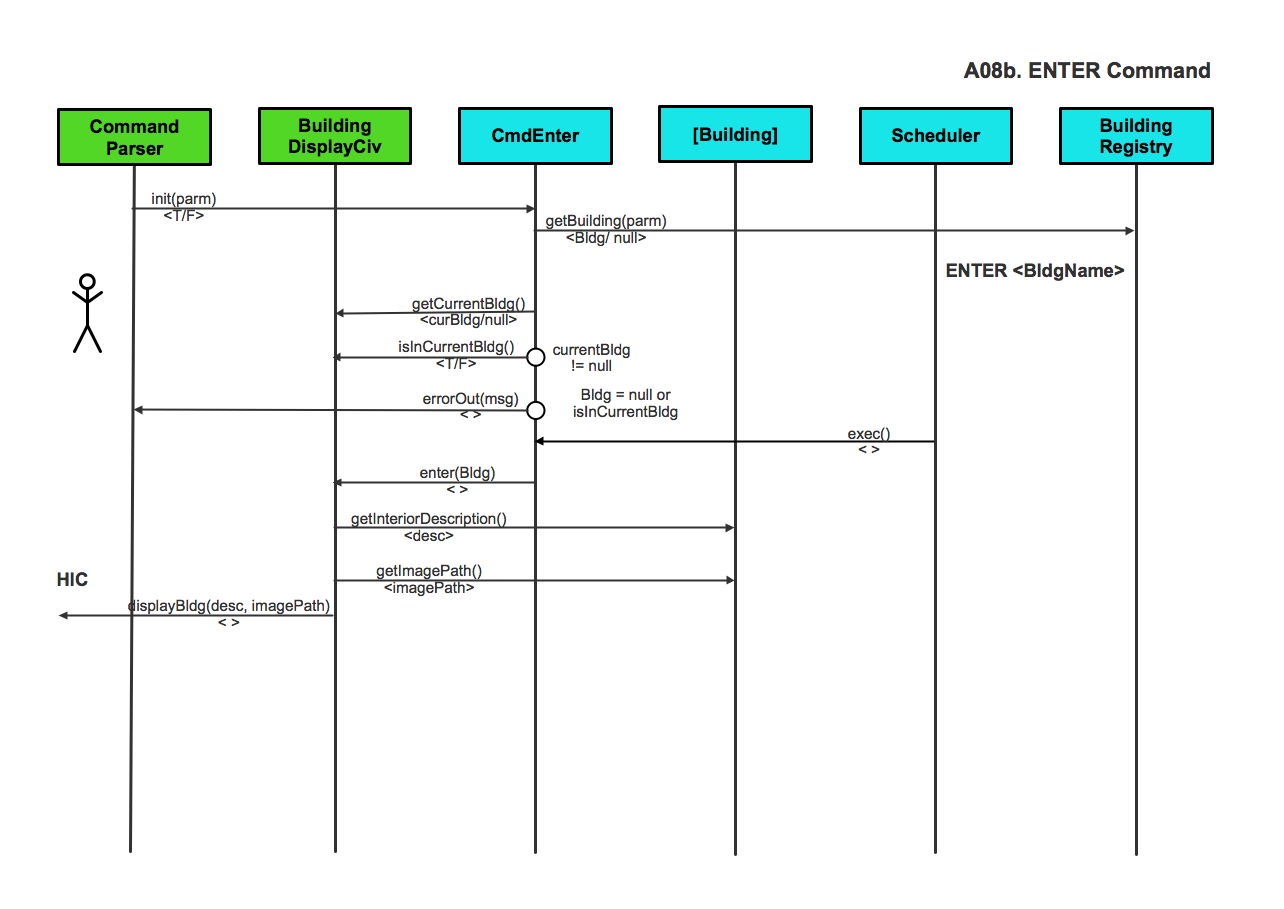 A08b. ENTER Command
Command
Parser
Building
DisplayCiv
CmdEnter
[Building]
Scheduler
Building
Registry
init(parm)
<T/F>
getBuilding(parm)
<Bldg/ null>
ENTER <BldgName>
getCurrentBldg()
<curBldg/null>
isInCurrentBldg()
<T/F>
currentBldg
!= null
errorOut(msg)
< >
Bldg = null or
isInCurrentBldg
exec()
< >
enter(Bldg)
< >
getInteriorDescription()
<desc>
getImagePath()
<imagePath>
HIC
displayBldg(desc, imagePath)
< >